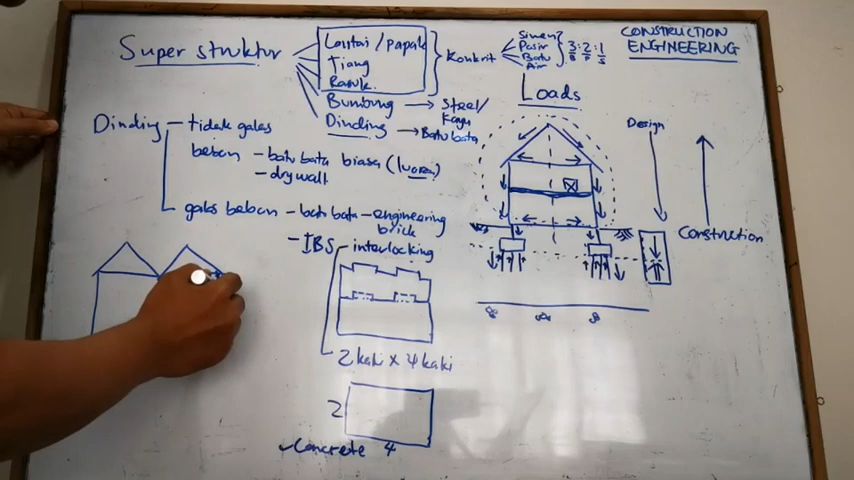 CONSTRUCTION
ENGINEERING
Super struktur
Lantai / Papak
Tiang
Rasuk
Bumbung → Steel/
Kayu
Dinding → Batu bata
Konkrit
Simen
Pasir
Batu
Air
3:2:1
Loads
Dinding - tidak galas
beban - batu bata biasa (luaran)
- drywall
galas beban - batu bata - engineering
brick
- IBS - interlocking
2 kaki x 4 kaki
2
Concrete 4
Design
Construction